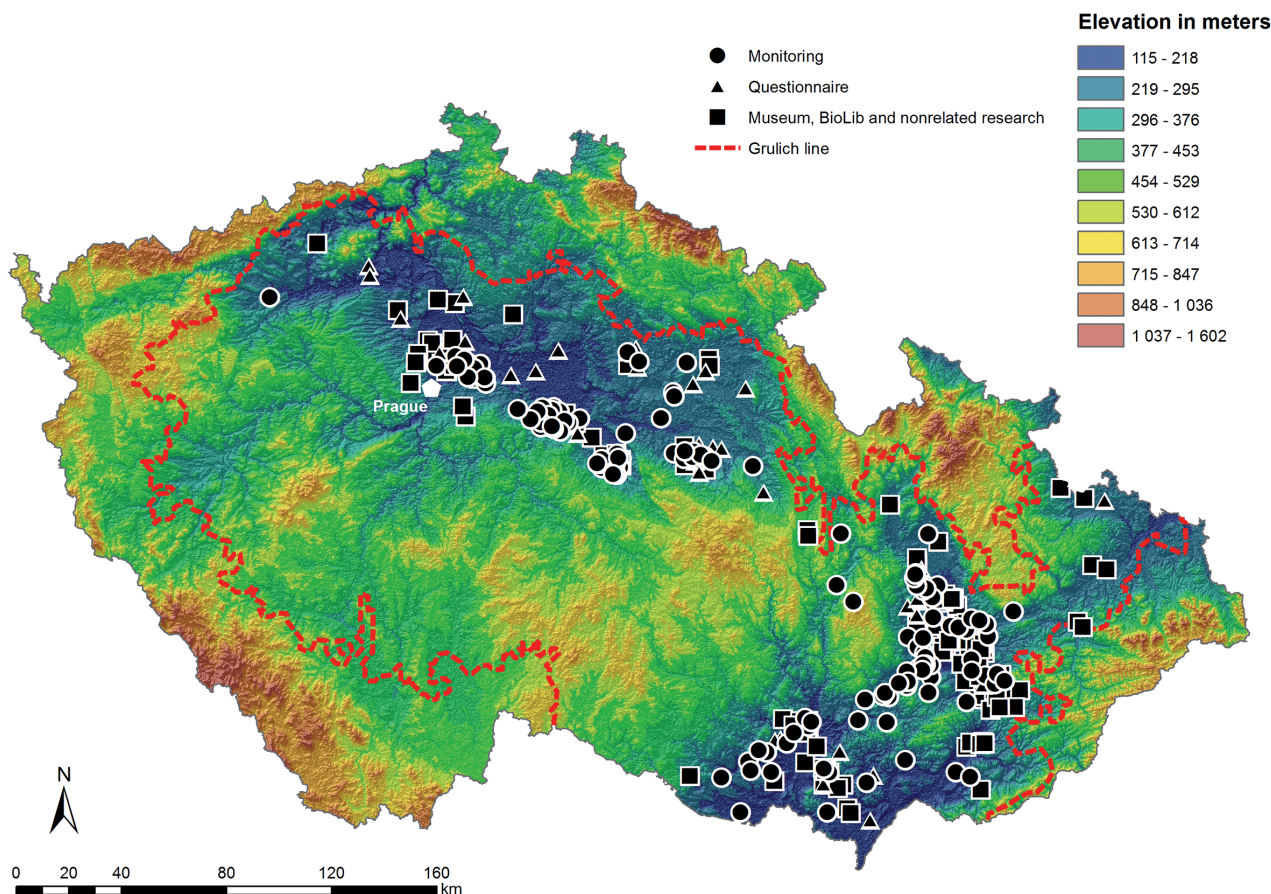 Elevation in meters
115 - 218
219 - 295
296 - 376
377 - 453
454 - 529
530 - 612
613 - 714
715 - 847
848 - 1 036
1 037 - 1 602
Monitoring
Questionnaire
Museum, BioLib and nonrelated research
Grulich line
Prague
N
0 20 40 80 120 160
km